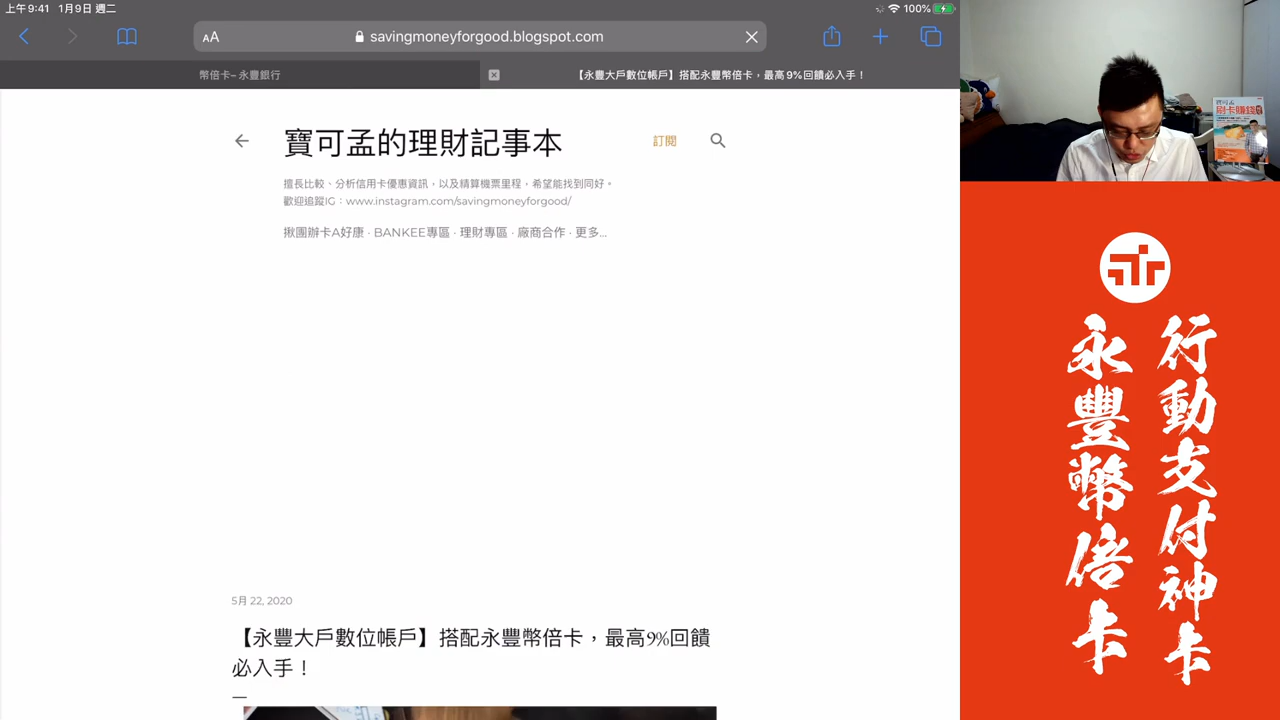 上午9:41 1月9日 週二
100%
AA
savingmoneyforgood.blogspot.com
幣倍卡– 永豐銀行
【永豐大戶數位帳戶】搭配永豐幣倍卡，最高9%回饋必入手！
寶可孟的理財記事本
訂閱
擅長比較、分析信用卡優惠資訊，以及精算機票里程，希望能找到同好。
歡迎追蹤IG：www.instagram.com/savingmoneyforgood/
揪團辦卡A好康 · BANKEE專區 · 理財專區 · 廠商合作 · 更多…
5月 22, 2020
【永豐大戶數位帳戶】搭配永豐幣倍卡，最高9%回饋
必入手！
寶可孟
刷卡賺錢
行動支付神卡
永豐幣倍卡